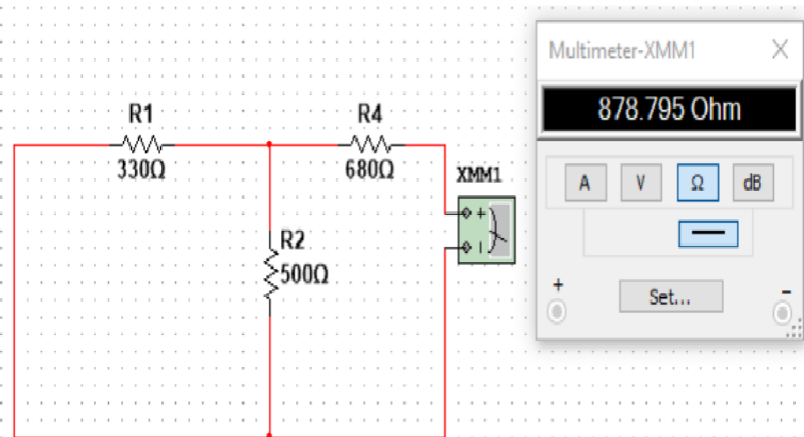 Multimeter-XMM1
878.795 Ohm
A V Ω dB
+ Set... -
R1
330Ω
R4
680Ω
XMM1
+
R2
500Ω